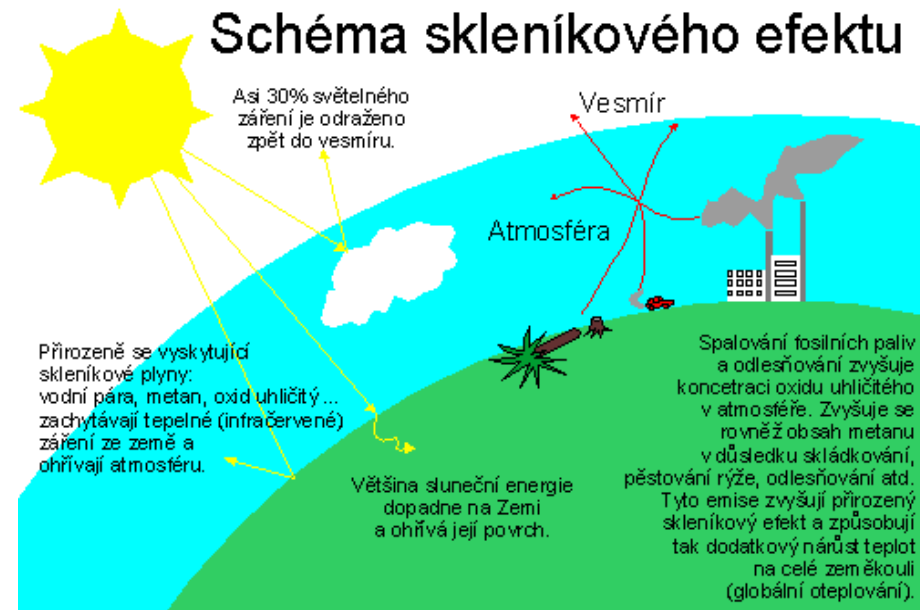 Schéma skleníkového efektu
Asi 30% světelného
záření je odraženo
zpět do vesmíru.
Vesmír
Atmosféra
Přirozeně se vyskytující
skleníkové plyny:
vodní pára, metan, oxid uhličitý ...
zachytávají tepelné (infračervené)
záření ze země a
ohřívají atmosféru.
Většina sluneční energie
dopadne na Zemi
a ohřívá její povrch.
Spalování fosilních paliv
a odlesňování zvyšuje
koncetraci oxidu uhličitého
v atmosféře. Zvyšuje se
rovněž obsah metanu
v důsledku skládkování,
pěstování rýže, odlesňování atd.
Tyto emise zvyšují přirozený
skleníkový efekt a způsobují
tak dodatkový nárůst teplot
na celé zeměkouli
(globální oteplování).